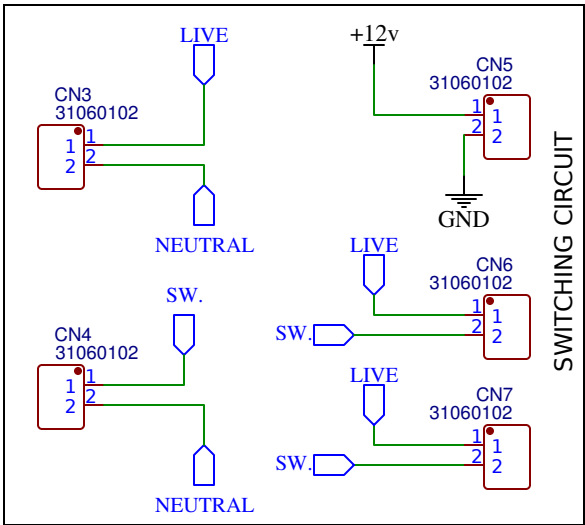 LIVE
CN3
31060102
1
1
2
2
NEUTRAL
+12v
CN5
31060102
1
1
2
2
GND
SWITCHING CIRCUIT
SW.
CN4
31060102
1
1
2
2
NEUTRAL
LIVE
CN6
31060102
1
1
SW.
2
2
LIVE
CN7
31060102
1
1
SW.
2
2